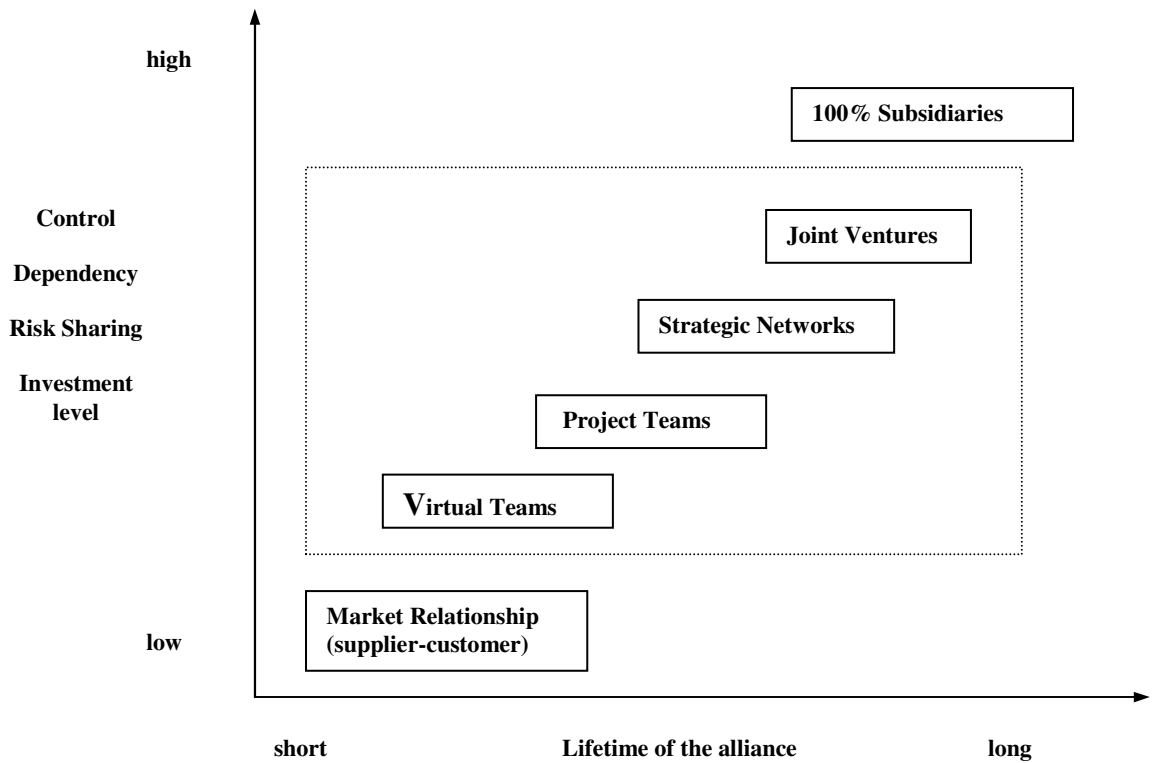 high
100% Subsidiaries
Control
Joint Ventures
Dependency
Risk Sharing
Strategic Networks
Investment
level
Project Teams
Virtual Teams
Market Relationship
(supplier-customer)
low
short
Lifetime of the alliance
long